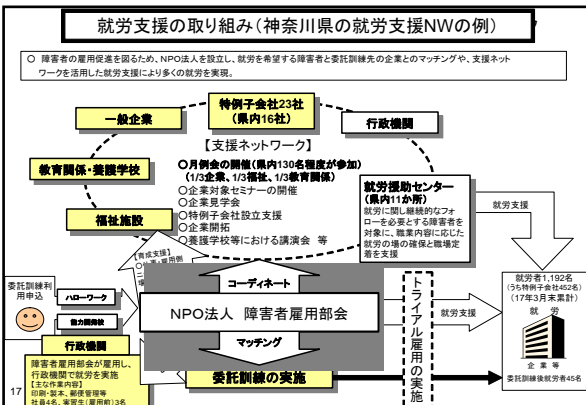 就労支援の取り組み(神奈川県の就労支援NWの例)
○ 障害者の雇用促進を図るため、NPO法人を設立し、就労を希望する障害者と委託訓練先の企業とのマッチングや、支援ネット
ワークを活用した就労支援により多くの就労を実現。
特例子会社23社
(県内16社)
一般企業
行政機関
教育関係・養護学校
福祉施設
【支援ネットワーク】
○月例会の開催(県内130名程度が参加)
(1/3企業、1/3福祉、1/3教育関係)
○企業対象セミナーの開催
○企業見学会
○特例子会社設立支援
○企業開拓
○養護学校等における講演会 等
就労援助センター
(県内11か所)
就労に関し継続的なフォ
ローを必要とする障害者を
対象に、職業内容に応じた
就労の場の確保と職場定
着を支援
就労支援
【育成支援】
委託訓練利
用申込
ハローワーク
能力開発校
行政機関
障害者雇用部会が雇用し、
行政機関で就労を実施
【主な作業内容】
印刷・製本、郵便管理等
社員4名、実習生(雇用前)3名
コーディネート
NPO法人 障害者雇用部会
マッチング
委託訓練の実施
トライアル雇用の実施
就労支援
就労者1,192名
(うち特例子会社452名)
(17年3月末累計)
就 労
企 業 等
委託訓練後就労者45名
17